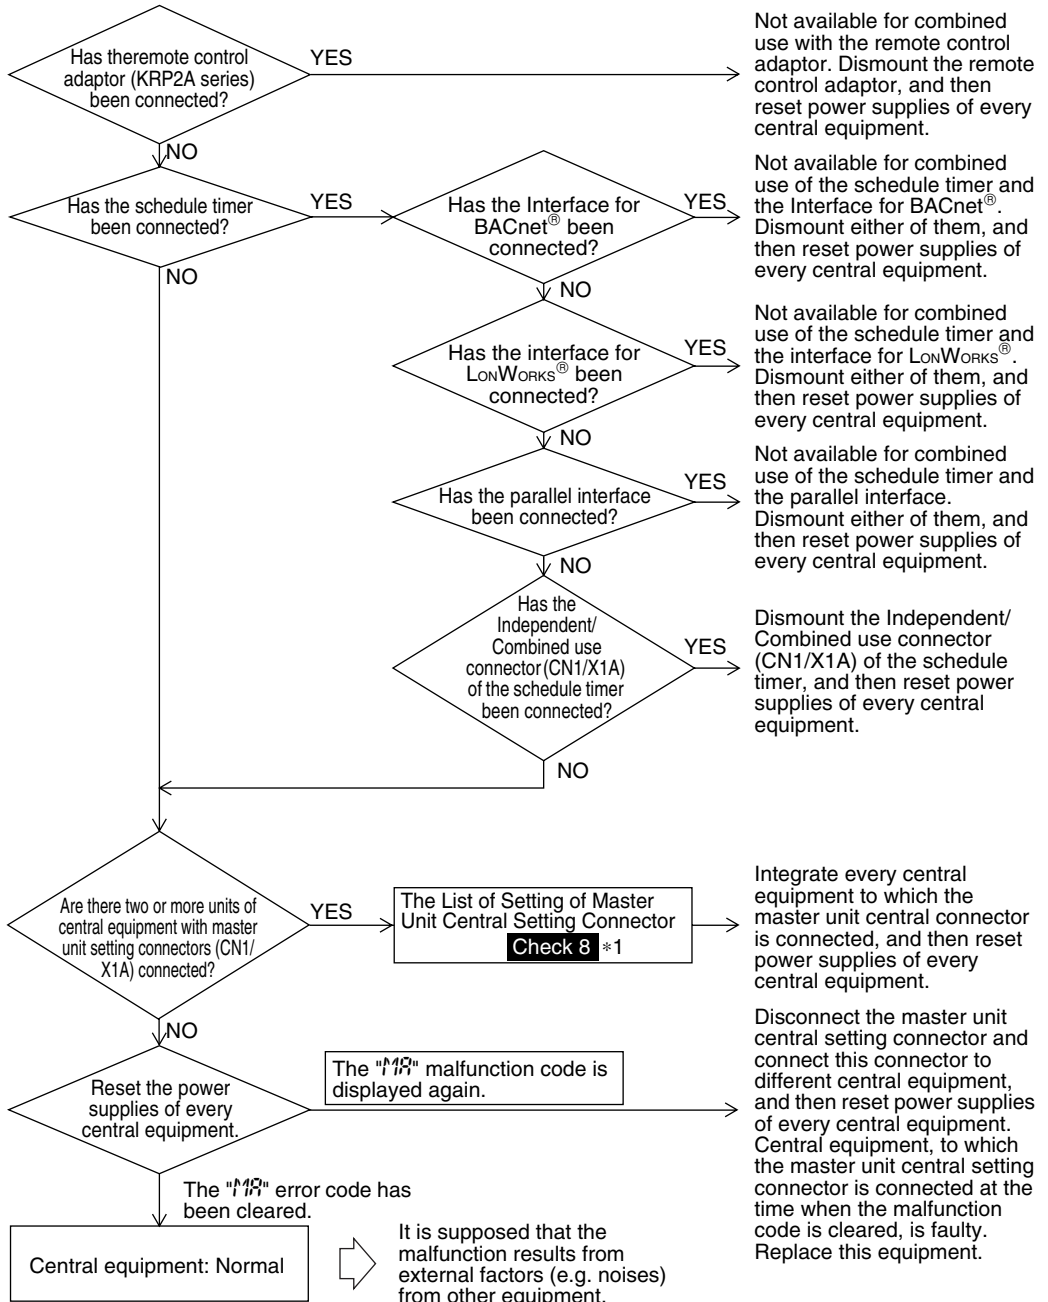 Has theremote control
adaptor (KRP2A series)
been connected?
YES
Not available for combined
use with the remote control
adaptor. Dismount the remote
control adaptor, and then
reset power supplies of every
central equipment.
NO
Has the schedule timer
been connected?
YES
Has the Interface for
BACnet® been
connected?
YES
Not available for combined
use of the schedule timer and
the Interface for BACnet®.
Dismount either of them, and
then reset power supplies of
every central equipment.
NO
NO
Has the interface for
LONWORKS® been
connected?
YES
Not available for combined
use of the schedule timer and
the interface for LONWORKS®.
Dismount either of them, and
then reset power supplies of
every central equipment.
NO
Has the parallel interface
been connected?
YES
Not available for combined
use of the schedule timer and
the parallel interface.
Dismount either of them, and
then reset power supplies of
every central equipment.
NO
Has the
Independent/
Combined use
connector (CN1/X1A)
of the schedule timer
been connected?
YES
Dismount the Independent/
Combined use connector
(CN1/X1A) of the schedule
timer, and then reset power
supplies of every central
equipment.
NO
Are there two or more units of
central equipment with master
unit setting connectors (CN1/
X1A) connected?
YES
The List of Setting of Master
Unit Central Setting Connector
Check 8 *1
Integrate every central
equipment to which the
master unit central connector
is connected, and then reset
power supplies of every
central equipment.
NO
Reset the power
supplies of every
central equipment.
The "MA" malfunction code is
displayed again.
Disconnect the master unit
central setting connector and
connect this connector to
different central equipment,
and then reset power supplies
of every central equipment.
Central equipment, to which
the master unit central setting
connector is connected at the
time when the malfunction
code is cleared, is faulty.
Replace this equipment.
The "MA" error code has
been cleared.
Central equipment: Normal
It is supposed that the
malfunction results from
external factors (e.g. noises)
from other equipment.